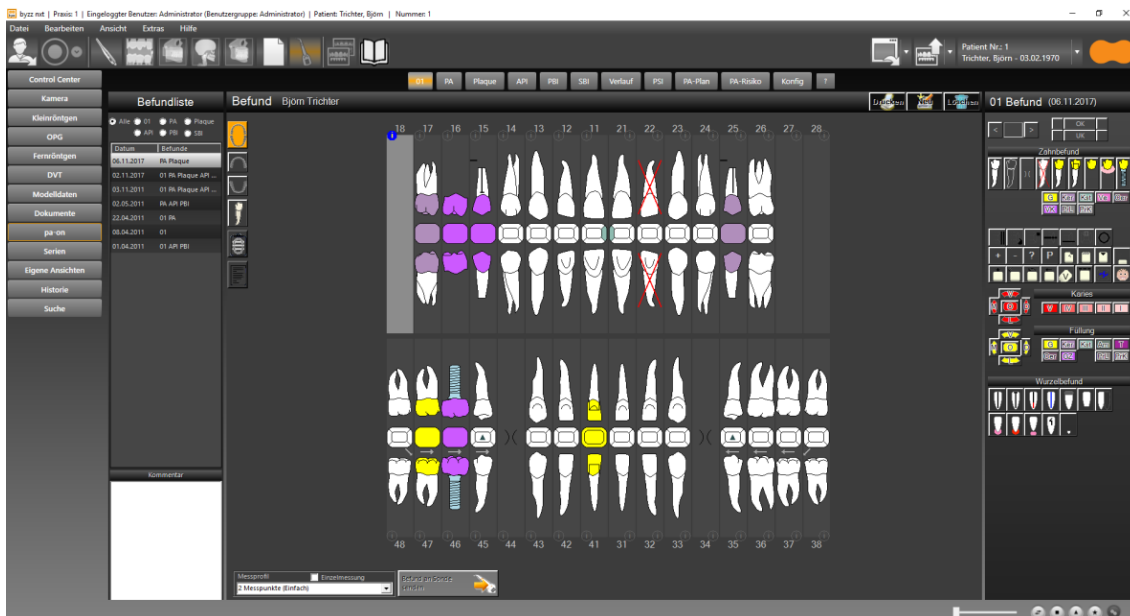 byzz nxt | Praxis: 1 | Eingeloggter Benutzer: Administrator (Benutzergruppe: Administrator) | Patient: Trichter, Björn | Nummer: 1
Datei Bearbeiten Ansicht Extras Hilfe
Patient Nr.: 1
Trichter, Björn - 03.02.1970
Control Center
Kamera
Kleinröntgen
OPG
Fernröntgen
DVT
Modelldaten
Dokumente
pa-on
Serien
Eigene Ansichten
Historie
Suche
01 PA Plaque API PBI SBI Verlauf PSI PA-Plan PA-Risiko Konfig ?
Befundliste
Alle 01 PA Plaque
API PBI SBI
Datum Befunde
06.11.2017 PA Plaque
02.11.2017 01 PA Plaque API ...
03.11.2011 01 PA Plaque API ...
02.05.2011 PA API PBI
22.04.2011 01 PA
08.04.2011 01
01.04.2011 01 API PBI
Kommentar
Befund Björn Trichter
Drucken Neu Löschen
18 17 16 15 14 13 12 11 21 22 23 24 25 26 27 28
48 47 46 45 44 43 42 41 31 32 33 34 35 36 37 38
Messprofil Einzelmessung
2 Messpunkte (Einfach)
Befund an Sonde
senden
01 Befund (06.11.2017)
< >
OK
UK
Zahnbefund
+ - ? P
Karies
V IV III II I
Füllung
Wurzelbefund